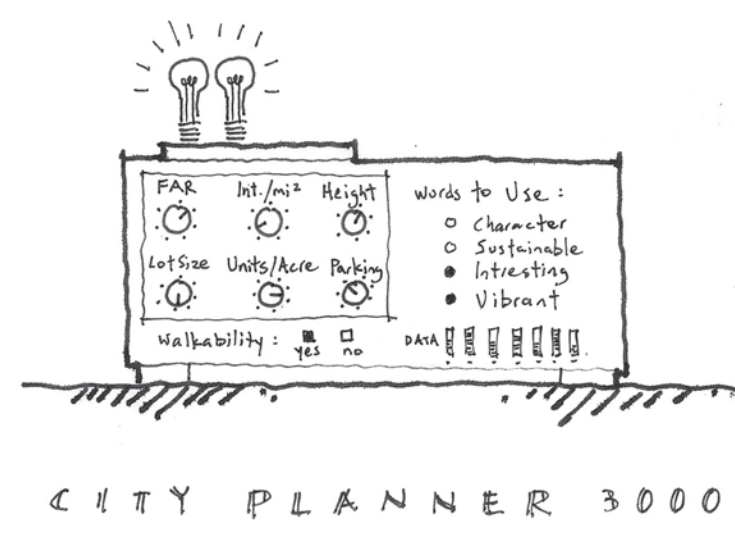 FAR Int./mi² Height
Lot Size Units/Acre Parking
Walkability : yes no
Words to Use :
Character
Sustainable
Intresting
Vibrant
DATA
CITY PLANNER 3000